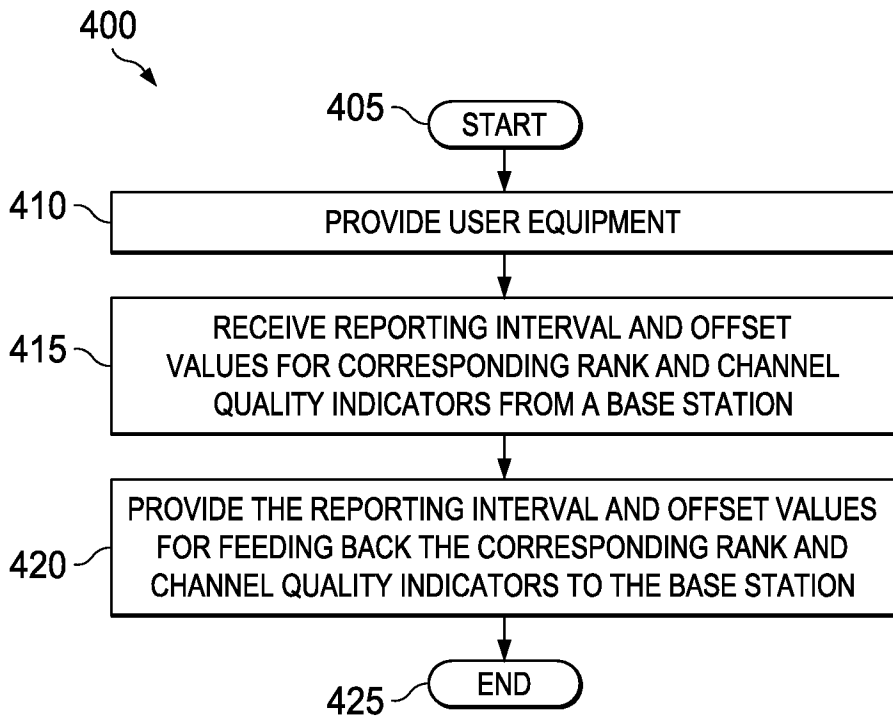 400
405
START
410
PROVIDE USER EQUIPMENT
415
RECEIVE REPORTING INTERVAL AND OFFSET
VALUES FOR CORRESPONDING RANK AND CHANNEL
QUALITY INDICATORS FROM A BASE STATION
420
PROVIDE THE REPORTING INTERVAL AND OFFSET VALUES
FOR FEEDING BACK THE CORRESPONDING RANK AND
CHANNEL QUALITY INDICATORS TO THE BASE STATION
425
END